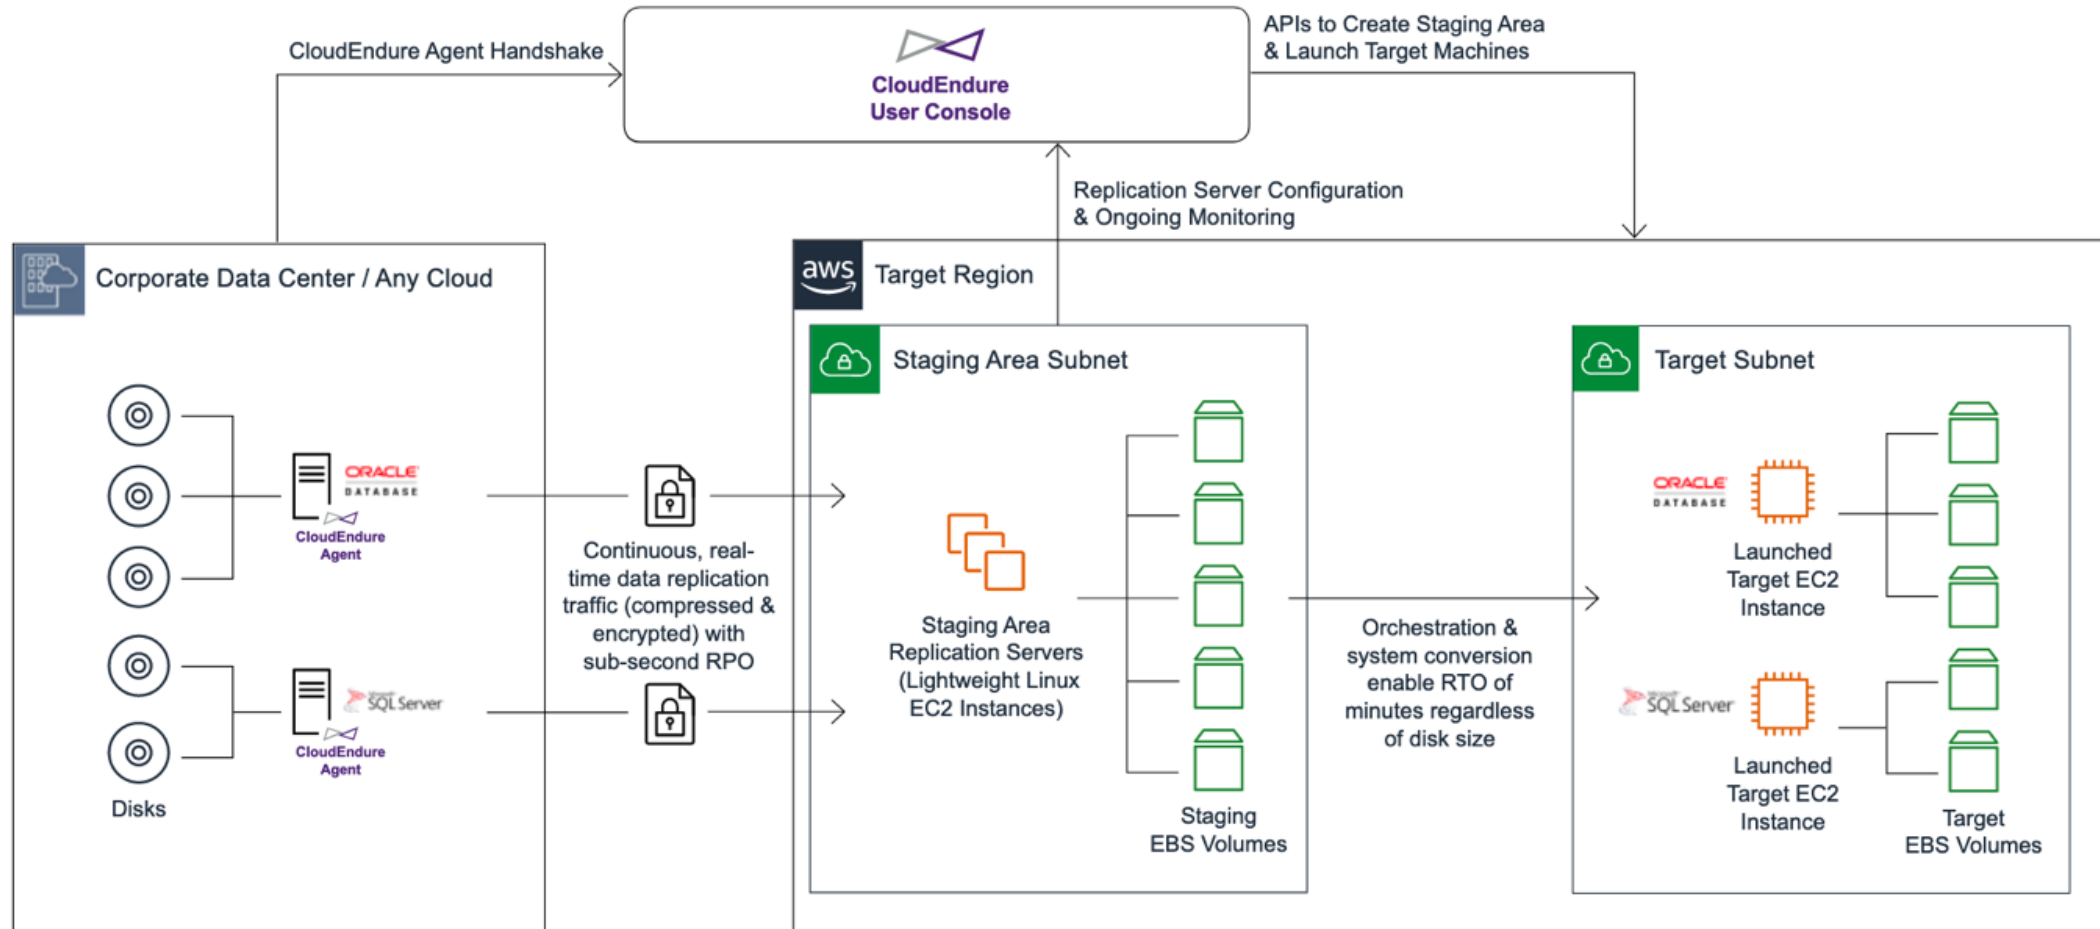 CloudEndure Agent Handshake
CloudEndure
User Console
APIs to Create Staging Area
& Launch Target Machines
Replication Server Configuration
& Ongoing Monitoring
Corporate Data Center / Any Cloud
ORACLE
DATABASE
CloudEndure
Agent
Microsoft
SQL Server
CloudEndure
Agent
Disks
Continuous, real-
time data replication
traffic (compressed &
encrypted) with
sub-second RPO
aws
Target Region
Staging Area Subnet
Staging Area
Replication Servers
(Lightweight Linux
EC2 Instances)
Staging
EBS Volumes
Orchestration &
system conversion
enable RTO of
minutes regardless
of disk size
Target Subnet
ORACLE
DATABASE
Launched
Target EC2
Instance
Microsoft
SQL Server
Launched
Target EC2
Instance
Target
EBS Volumes